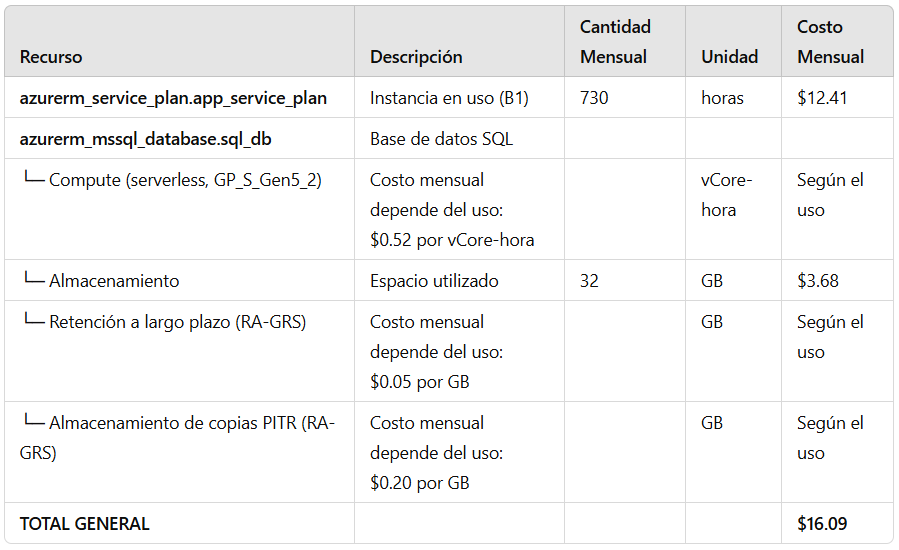 Recurso Descripción Cantidad Mensual Unidad Costo Mensual
azurerm_service_plan.app_service_plan Instancia en uso (B1) 730 horas $12.41
azurerm_mssql_database.sql_db Base de datos SQL
└─ Compute (serverless, GP_S_Gen5_2) Costo mensual depende del uso: $0.52 por vCore-hora vCore-hora Según el uso
└─ Almacenamiento Espacio utilizado 32 GB $3.68
└─ Retención a largo plazo (RA-GRS) Costo mensual depende del uso: $0.05 por GB GB Según el uso
└─ Almacenamiento de copias PITR (RA-GRS) Costo mensual depende del uso: $0.20 por GB GB Según el uso
TOTAL GENERAL $16.09